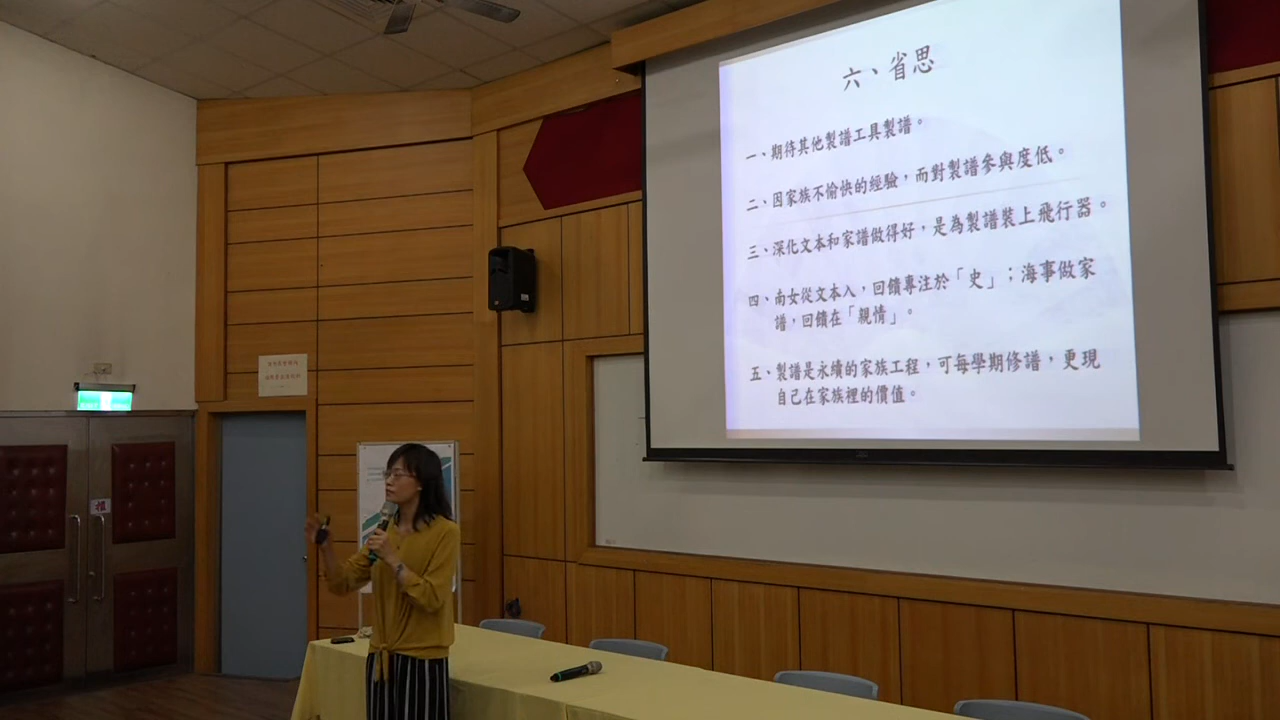 六、省思
一、期待其他製譜工具製譜。
二、因家族不愉快的經驗，而對製譜參與度低。
三、深化文本和家譜做得好，是為製譜裝上飛行器。
四、南女從文本入，回饋專注於「史」；海事做家
譜，回饋在「親情」。
五、製譜是永續的家族工程，可每學期修譜，更現
自己在家族裡的價值。